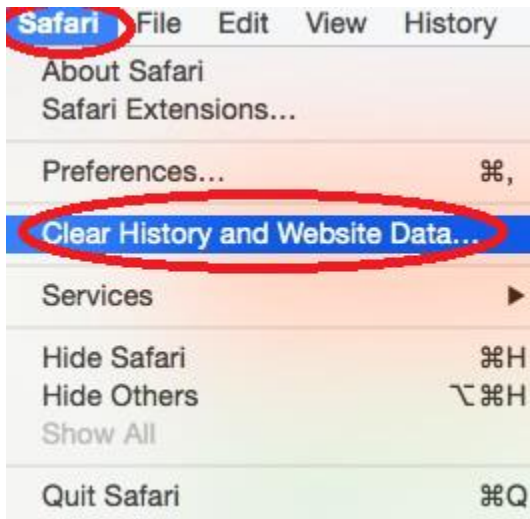 Safari File Edit View History
About Safari
Safari Extensions...
Preferences... ⌘,
Clear History and Website Data...
Services ▶
Hide Safari ⌘H
Hide Others ⌥⌘H
Show All
Quit Safari ⌘Q